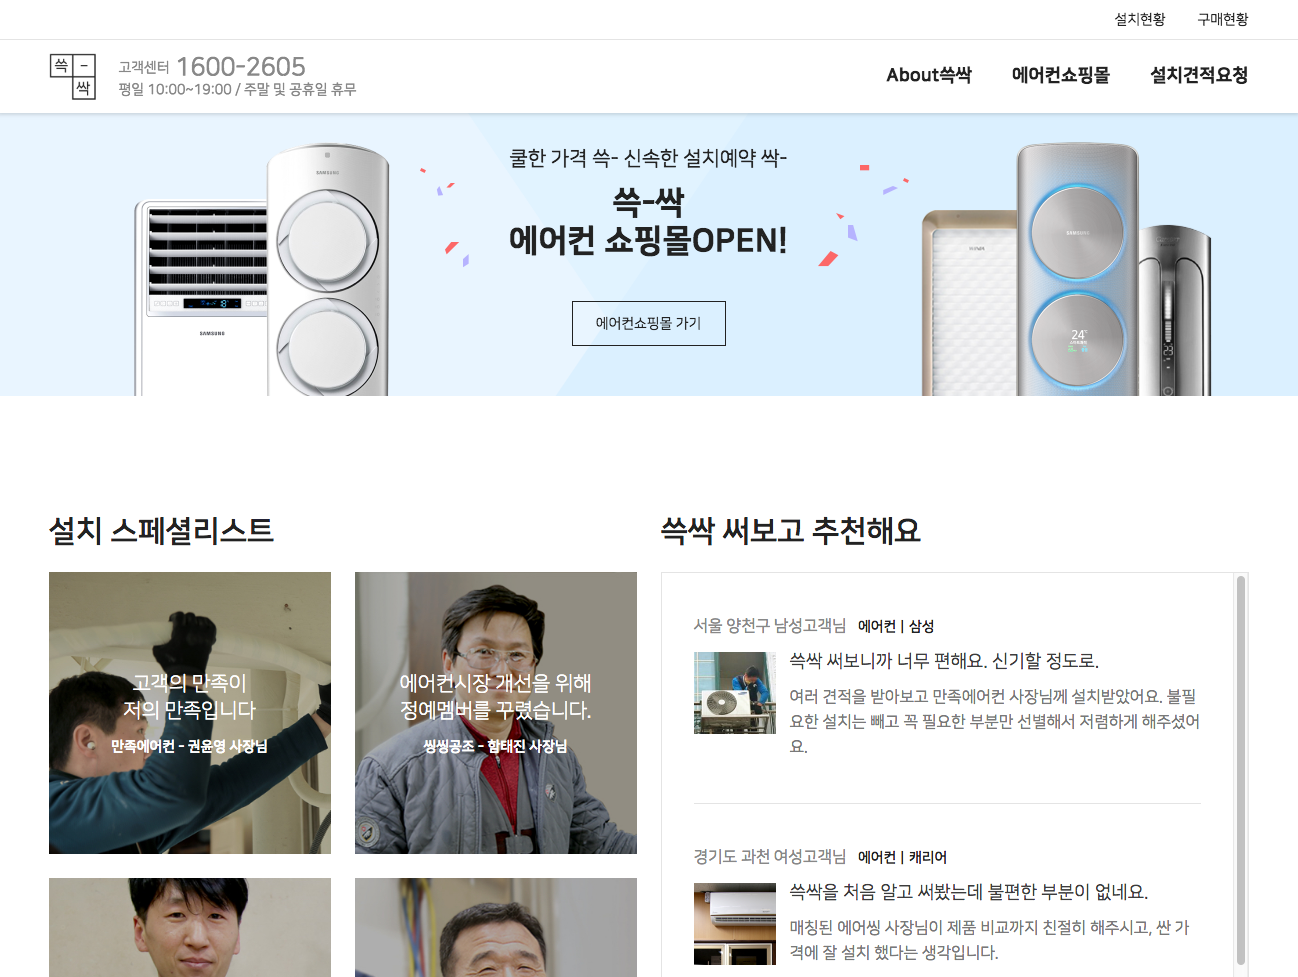 설치현황 구매현황
쓱-
싹
고객센터 1600-2605
평일 10:00~19:00 / 주말 및 공휴일 휴무
About쓱싹 에어컨쇼핑몰 설치견적요청
쿨한 가격 쓱- 신속한 설치예약 싹-
쓱-싹
에어컨 쇼핑몰OPEN!
에어컨쇼핑몰 가기
SAMSUNG
SAMSUNG
SAMSUNG
24
설치 스페셜리스트
고객의 만족이
저의 만족입니다
만족에어컨 - 권윤영 사장님
에어컨시장 개선을 위해
정예멤버를 꾸렸습니다.
씽씽공조 - 함태진 사장님
쓱싹 써보고 추천해요
서울 양천구 남성고객님 에어컨 | 삼성
쓱싹 써보니까 너무 편해요. 신기할 정도로.
여러 견적을 받아보고 만족에어컨 사장님께 설치받았어요. 불필
요한 설치는 빼고 꼭 필요한 부분만 선별해서 저렴하게 해주셨어
요.
경기도 과천 여성고객님 에어컨 | 캐리어
쓱싹을 처음 알고 써봤는데 불편한 부분이 없네요.
매칭된 에어씽 사장님이 제품 비교까지 친절히 해주시고, 싼 가
격에 잘 설치 했다는 생각입니다.